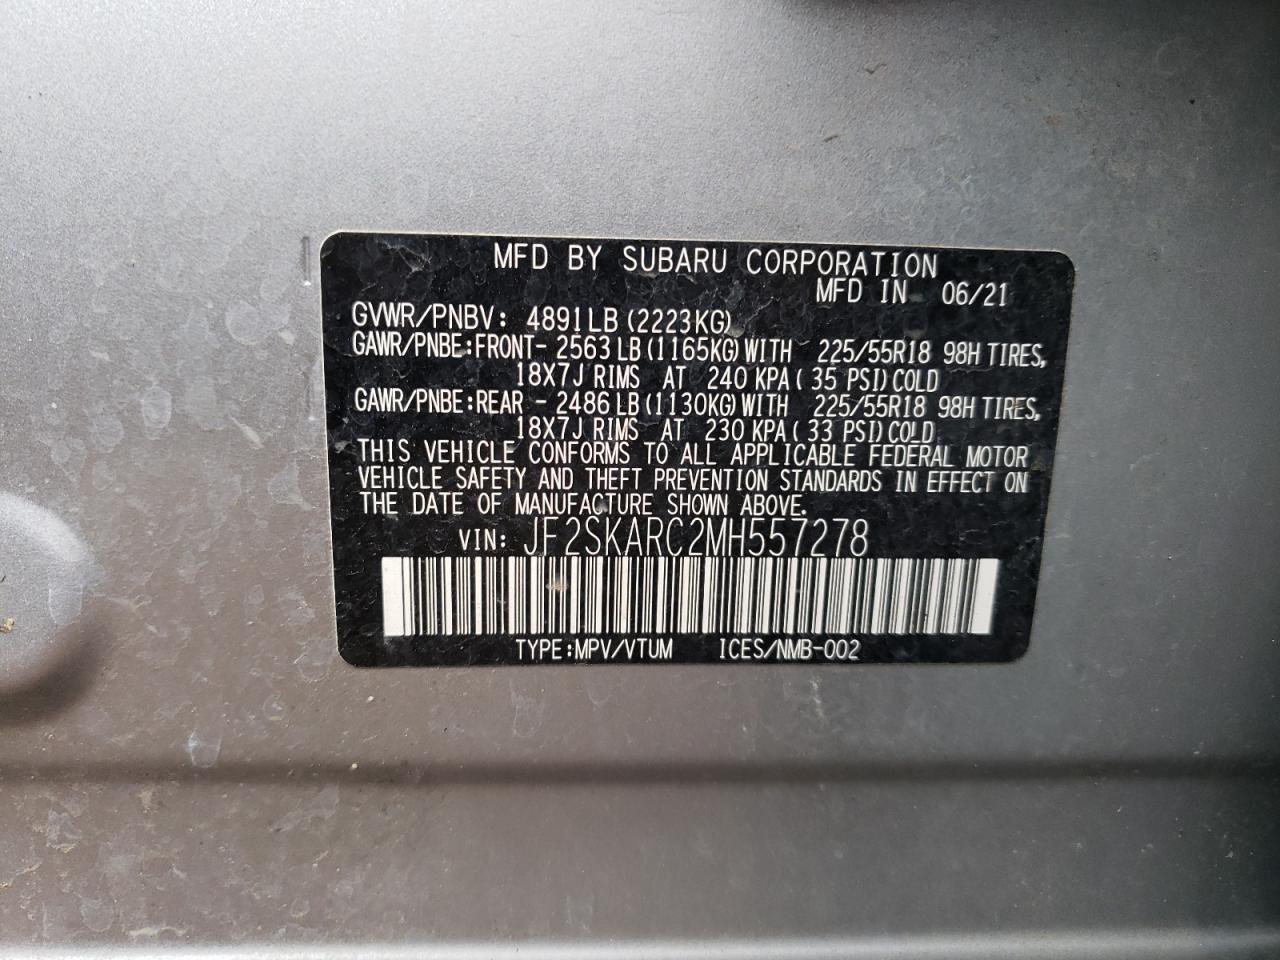 MFD BY SUBARU CORPORATION
MFD IN 06/21
GVWR/PNBV: 4891LB (2223KG)
GAWR/PNBE:FRONT- 2563LB (1165KG) WITH 225/55R18 98H TIRES,
18X7J RIMS AT 240 KPA ( 35 PSI) COLD
GAWR/PNBE:REAR - 2486LB (1130KG) WITH 225/55R18 98H TIRES,
18X7J RIMS AT 230 KPA ( 33 PSI) COLD
THIS VEHICLE CONFORMS TO ALL APPLICABLE FEDERAL MOTOR
VEHICLE SAFETY AND THEFT PREVENTION STANDARDS IN EFFECT ON
THE DATE OF MANUFACTURE SHOWN ABOVE.
VIN: JF2SKARC2MH557278
TYPE:MPV/VTUM ICES/NMB-002